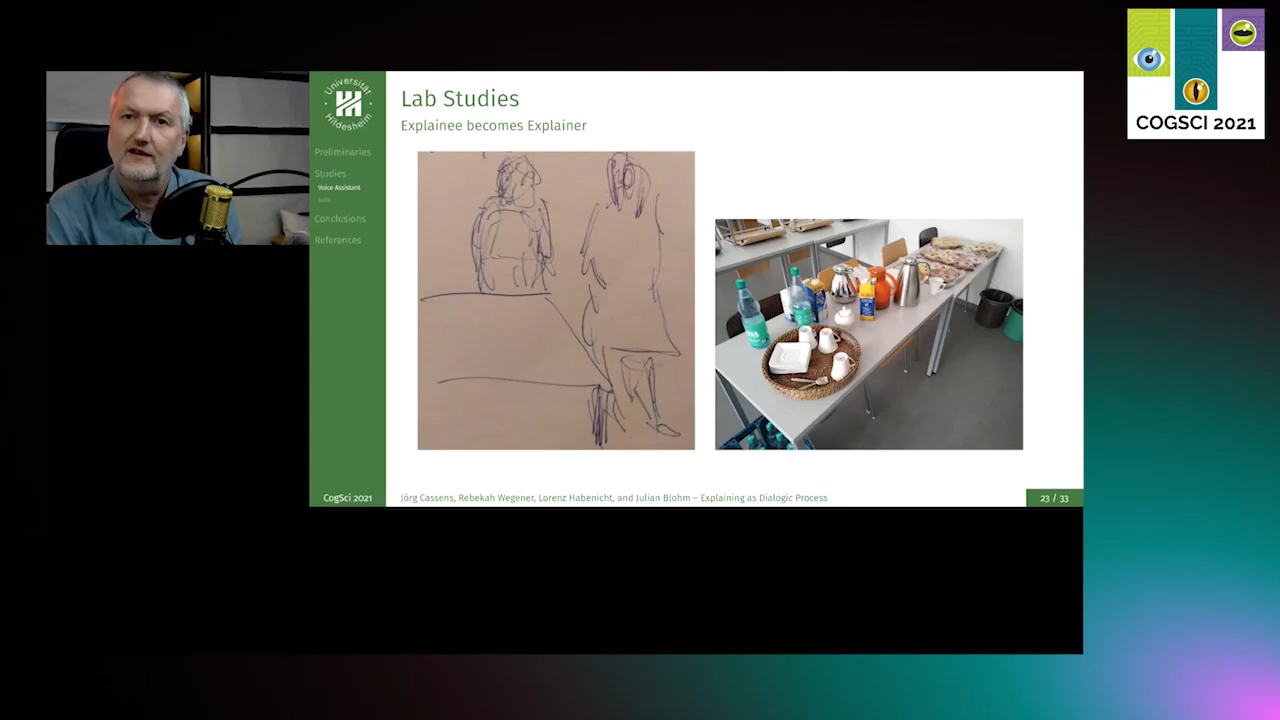 COGSCI 2021
Universität
Hildesheim
Preliminaries
Studies
Voice Assistant
Conclusions
References
CogSci 2021
Lab Studies
Explainee becomes Explainer
Jörg Cassens, Rebekah Wegener, Lorenz Habenicht, and Julian Blohm – Explaining as Dialogic Process
23 / 33